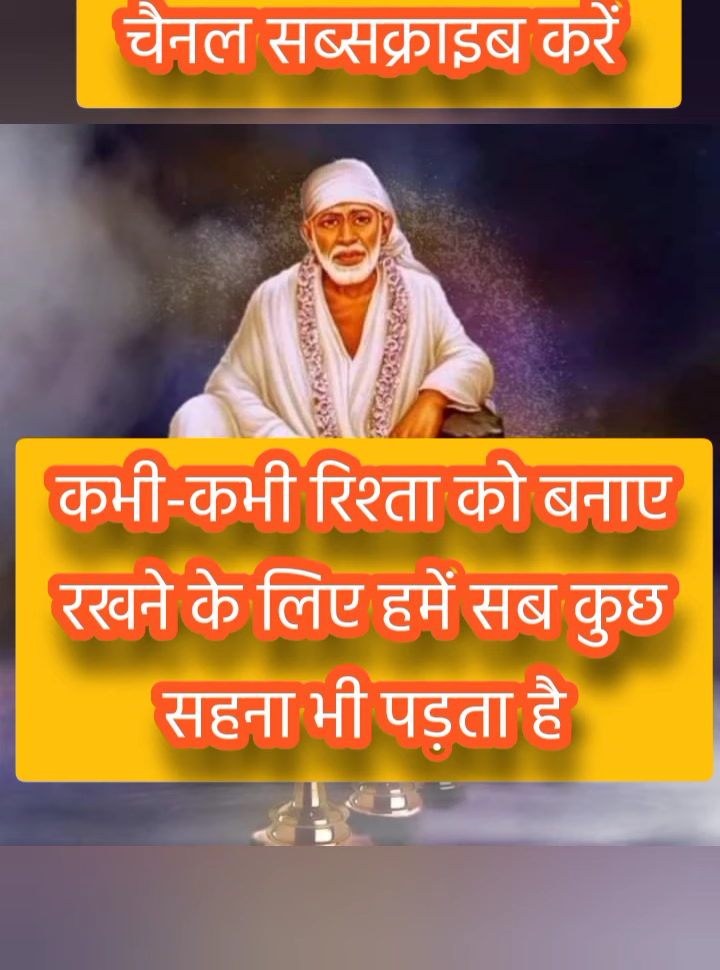 चैनल सब्सक्राइब करें
कभी-कभी रिश्ता को बनाए
रखने के लिए हमें सब कुछ
सहना भी पड़ता है